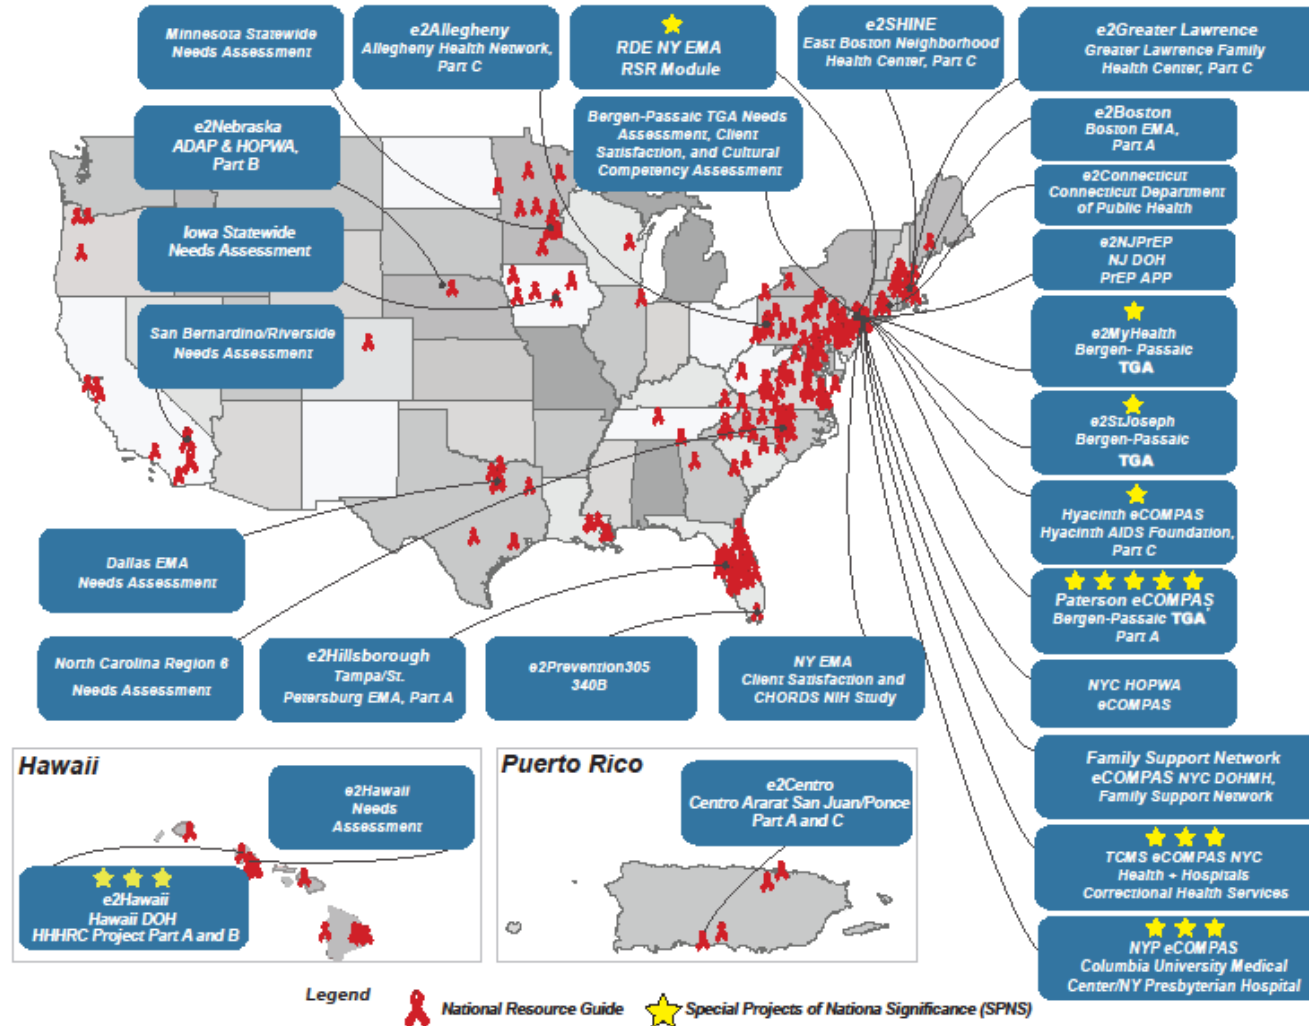 Minnesota Statewide
Needs Assessment
e2Allegheny
Allegheny Health Network,
Part C
RDE NY EMA
RSR Module
e2SHINE
East Boston Neighborhood
Health Center, Part C
e2Greater Lawrence
Greater Lawrence Family
Health Center, Part C
e2Nebraska
ADAP & HOPWA,
Part B
Bergen-Passaic TGA Needs
Assessment, Client
Satisfaction, and Cultural
Competency Assessment
e2Boston
Boston EMA,
Part A
e2Connecticut
Connecticut Department
of Public Health
Iowa Statewide
Needs Assessment
e2NJPrEP
NJ DOH
PrEP APP
San Bernardino/Riverside
Needs Assessment
e2MyHealth
Bergen- Passaic
TGA
e2StJoseph
Bergen-Passaic
TGA
Hyacinth eCOMPAS
Hyacinth AIDS Foundation,
Part C
Dallas EMA
Needs Assessment
Paterson eCOMPAS
Bergen-Passaic TGA
Part A
North Carolina Region 6
Needs Assessment
e2Hillsborough
Tampa/St.
Petersburg EMA, Part A
e2Prevention305
340B
NY EMA
Client Satisfaction and
CHORDS NIH Study
NYC HOPWA
eCOMPAS
Family Support Network
eCOMPAS NYC DOHMH,
Family Support Network
TCMS eCOMPAS NYC
Health + Hospitals
Correctional Health Services
NYP eCOMPAS
Columbia University Medical
Center/NY Presbyterian Hospital
Hawaii
e2Hawaii
Needs
Assessment
e2Hawaii
Hawaii DOH
HHHRC Project Part A and B
Puerto Rico
e2Centro
Centro Ararat San Juan/Ponce
Part A and C
Legend
National Resource Guide
Special Projects of Nationa Significance (SPNS)